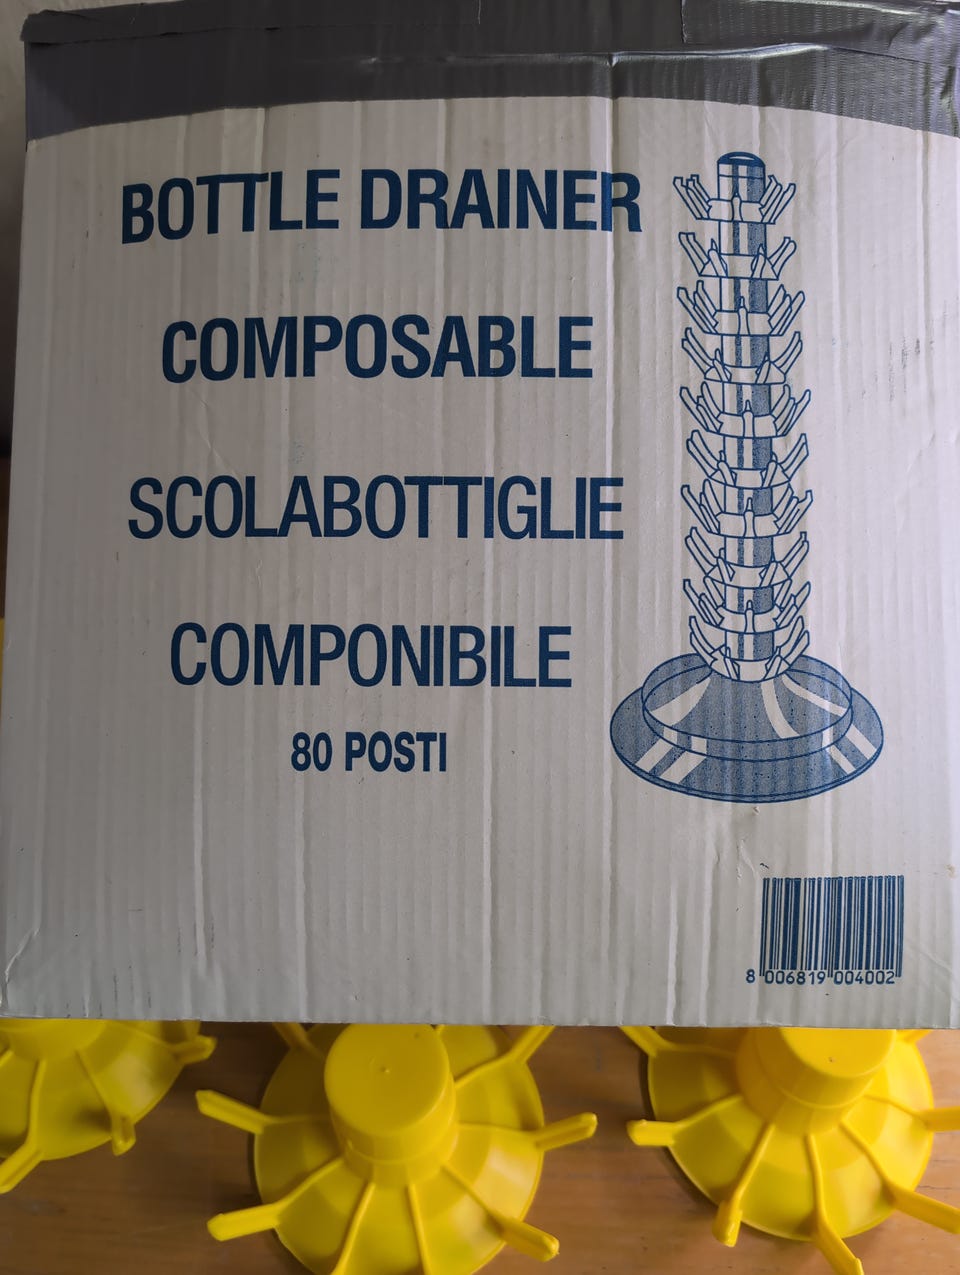 BOTTLE DRAINER
COMPOSABLE
SCOLABOTTIGLIE
COMPONIBILE
80 POSTI
8 006819 004002